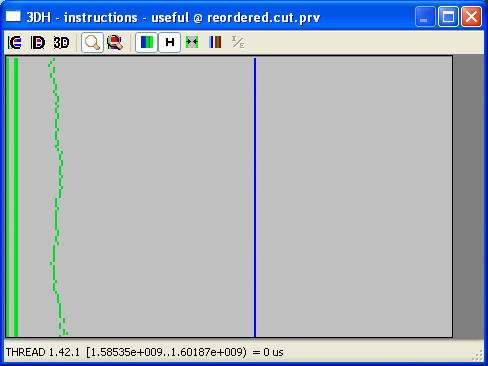 3DH - instructions - useful @ reordered.cut.prv
C D 3D H I/E
THREAD 1.42.1 [1.58535e+009..1.60187e+009) = 0 us